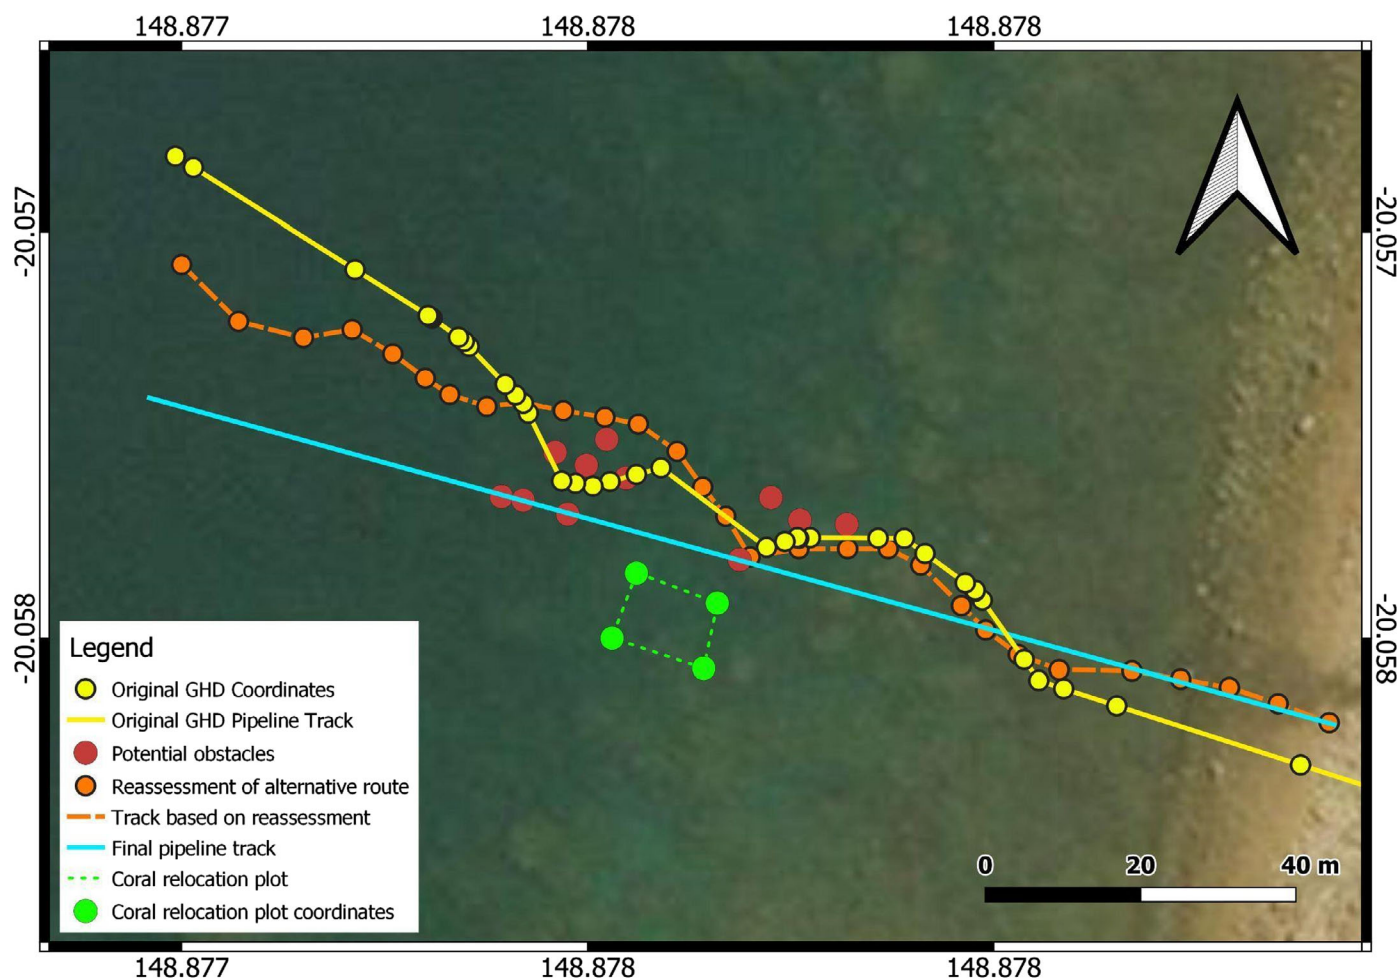 148.877
148.878
148.878
-20.057
-20.057
-20.058
-20.058
Legend
Original GHD Coordinates
Original GHD Pipeline Track
Potential obstacles
Reassessment of alternative route
Track based on reassessment
Final pipeline track
Coral relocation plot
Coral relocation plot coordinates
0 20 40 m
148.877
148.878
148.878